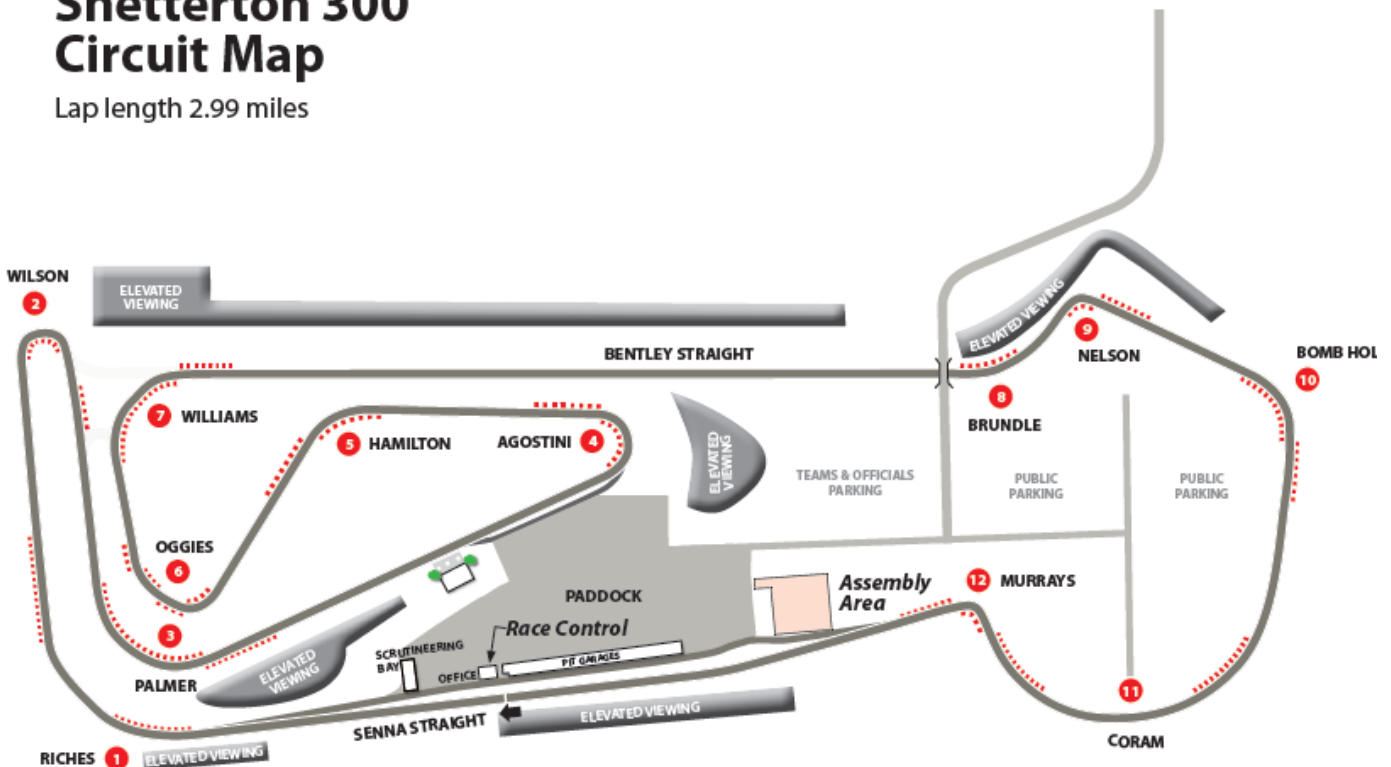 Snetterton 300
Circuit Map
Lap length 2.99 miles
WILSON
2
ELEVATED
VIEWING
BENTLEY STRAIGHT
ELEVATED VIEWING
9
NELSON
BOMB HOL
10
7
WILLIAMS
5
HAMILTON
AGOSTINI
4
ELEVATED
VIEWING
8
BRUNDLE
TEAMS & OFFICIALS
PARKING
PUBLIC
PARKING
PUBLIC
PARKING
OGGIES
6
12
MURRAYS
Assembly
Area
PADDOCK
3
Race Control
SCRUTINEERING
BAY
PIT GARAGES
OFFICE
ELEVATED
VIEWING
PALMER
11
SENNA STRAIGHT
ELEVATED VIEWING
CORAM
RICHES
1
ELEVATED VIEWING